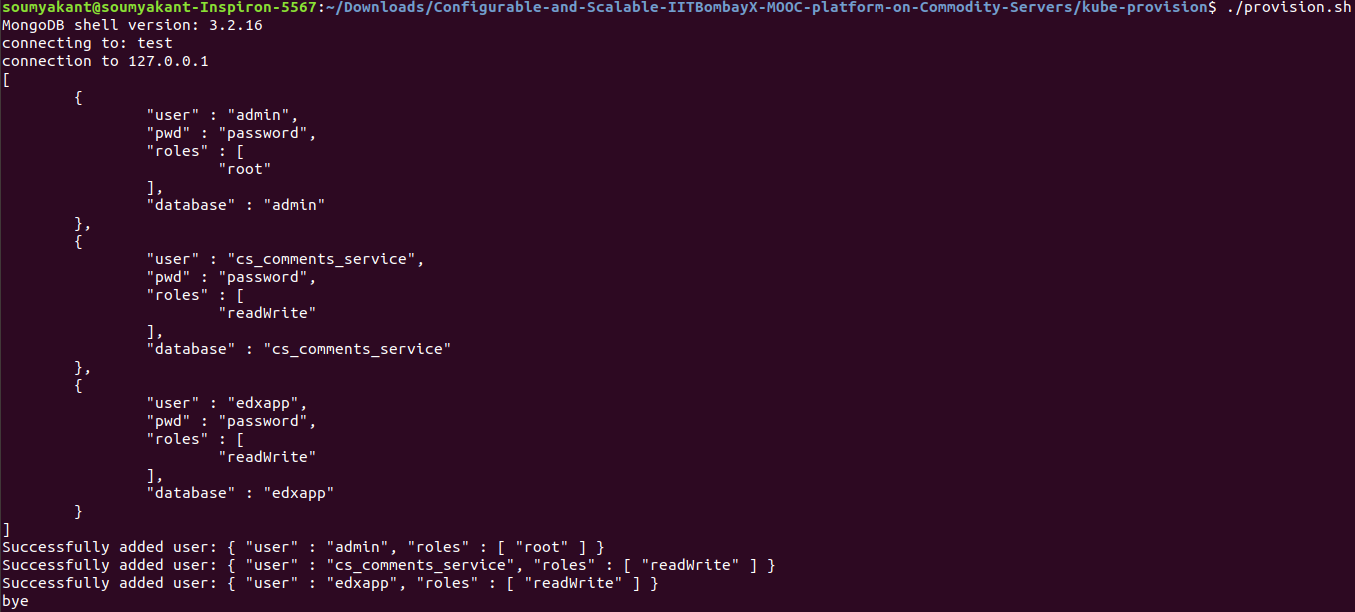 soumyakant@soumyakant-Inspiron-5567:~/Downloads/Configurable-and-Scalable-IITBombayX-MOOC-platform-on-Commodity-Servers/kube-provision$ ./provision.sh
MongoDB shell version: 3.2.16
connecting to: test
connection to 127.0.0.1
[
        {
                "user" : "admin",
                "pwd" : "password",
                "roles" : [
                        "root"
                ],
                "database" : "admin"
        },
        {
                "user" : "cs_comments_service",
                "pwd" : "password",
                "roles" : [
                        "readWrite"
                ],
                "database" : "cs_comments_service"
        },
        {
                "user" : "edxapp",
                "pwd" : "password",
                "roles" : [
                        "readWrite"
                ],
                "database" : "edxapp"
        }
]
Successfully added user: { "user" : "admin", "roles" : [ "root" ] }
Successfully added user: { "user" : "cs_comments_service", "roles" : [ "readWrite" ] }
Successfully added user: { "user" : "edxapp", "roles" : [ "readWrite" ] }
bye